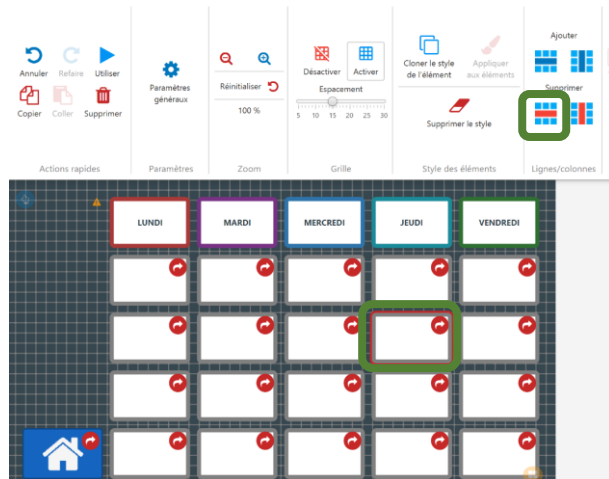 Annuler Refaire Utiliser
Copier Coller Supprimer
Actions rapides
Paramètres
généraux
Paramètres
Réinitialiser
100 %
Zoom
Désactiver Activer
Espacement
5 10 15 20 25 30
Grille
Cloner le style
de l'élément
Appliquer
aux éléments
Supprimer le style
Style des éléments
Ajouter
Supprimer
Lignes/colonnes
LUNDI MARDI MERCREDI JEUDI VENDREDI